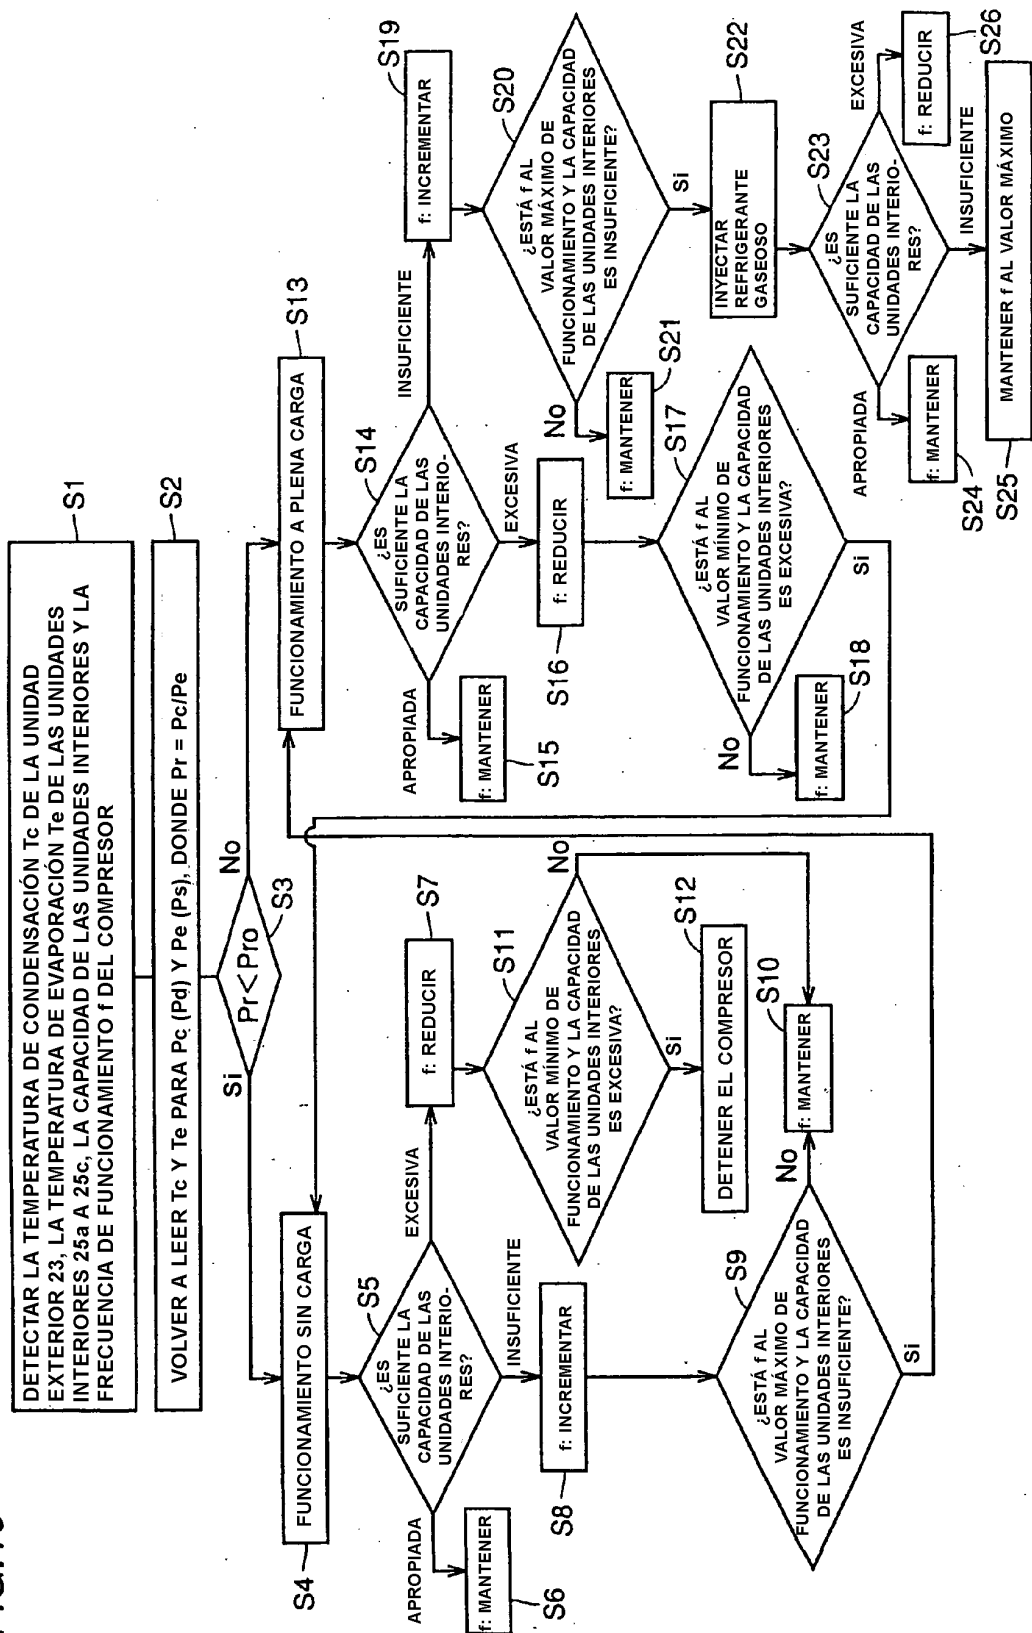 DETECTAR LA TEMPERATURA DE CONDENSACIÓN Tc DE LA UNIDAD
EXTERIOR 23, LA TEMPERATURA DE EVAPORACIÓN Te DE LAS UNIDADES
INTERIORES 25a A 25c, LA CAPACIDAD DE LAS UNIDADES INTERIORES Y LA
FRECUENCIA DE FUNCIONAMIENTO f DEL COMPRESOR
S1
VOLVER A LEER Tc Y Te PARA Pc (Pd) Y Pe (Ps), DONDE Pr = Pc/Pe
S2
Pr<Pro
S3
Si
No
FUNCIONAMIENTO SIN CARGA
S4
¿ES
SUFICIENTE LA
CAPACIDAD DE LAS
UNIDADES INTERIO-
RES?
S5
APROPIADA
f: MANTENER
S6
EXCESIVA
f: REDUCIR
S7
INSUFICIENTE
f: INCREMENTAR
S8
¿ESTÁ f AL
VALOR MÁXIMO DE
FUNCIONAMIENTO Y LA CAPACIDAD
DE LAS UNIDADES INTERIORES
ES INSUFICIENTE?
S9
No
Si
f: MANTENER
S10
¿ESTÁ f AL
VALOR MÍNIMO DE
FUNCIONAMIENTO Y LA CAPACIDAD
DE LAS UNIDADES INTERIORES
ES EXCESIVA?
S11
No
Si
DETENER EL COMPRESOR
S12
FUNCIONAMIENTO A PLENA CARGA
S13
¿ES
SUFICIENTE LA
CAPACIDAD DE LAS
UNIDADES INTERIO-
RES?
S14
APROPIADA
f: MANTENER
S15
EXCESIVA
f: REDUCIR
S16
¿ESTÁ f AL
VALOR MÍNIMO DE
FUNCIONAMIENTO Y LA CAPACIDAD
DE LAS UNIDADES INTERIORES
ES EXCESIVA?
S17
No
Si
f: MANTENER
S18
INSUFICIENTE
f: INCREMENTAR
S19
¿ESTÁ f AL
VALOR MÁXIMO DE
FUNCIONAMIENTO Y LA CAPACIDAD
DE LAS UNIDADES INTERIORES
ES INSUFICIENTE?
S20
No
Si
f: MANTENER
S21
INYECTAR
REFRIGERANTE
GASEOSO
S22
¿ES
SUFICIENTE LA
CAPACIDAD DE LAS
UNIDADES INTERIO-
RES?
S23
APROPIADA
f: MANTENER
S24
INSUFICIENTE
MANTENER f AL VALOR MÁXIMO
S25
EXCESIVA
f: REDUCIR
S26